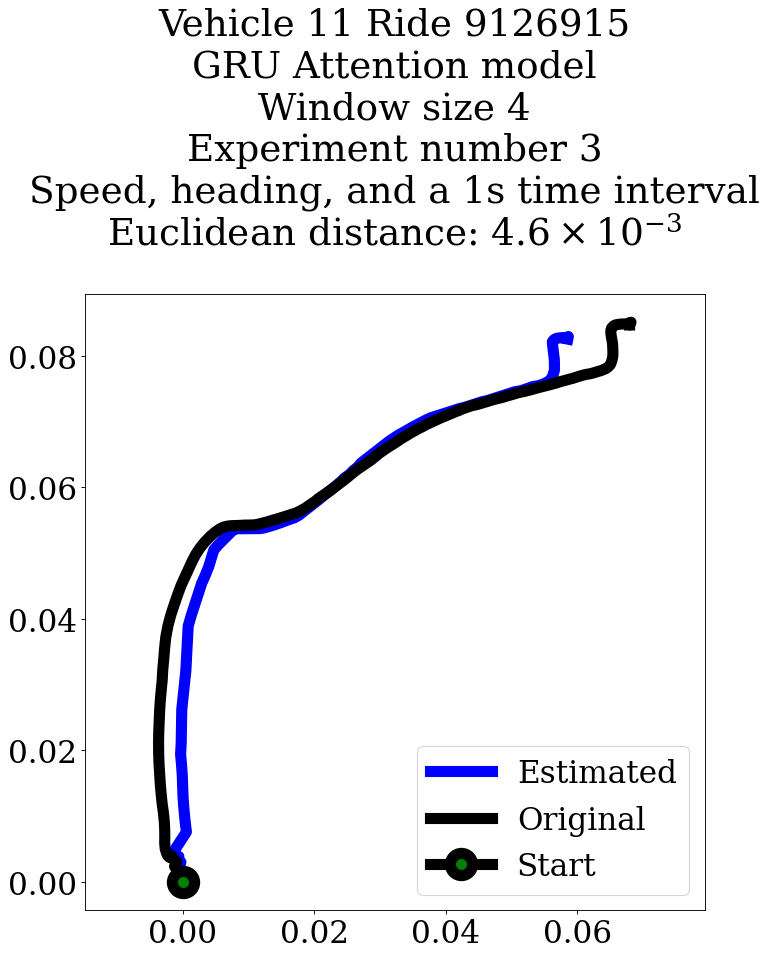 Vehicle 11 Ride 9126915
GRU Attention model
Window size 4
Experiment number 3
Speed, heading, and a 1s time interval
Euclidean distance: 4.6 × 10⁻³
0.08
0.06
0.04
0.02
0.00
Estimated
Original
Start
0.00 0.02 0.04 0.06